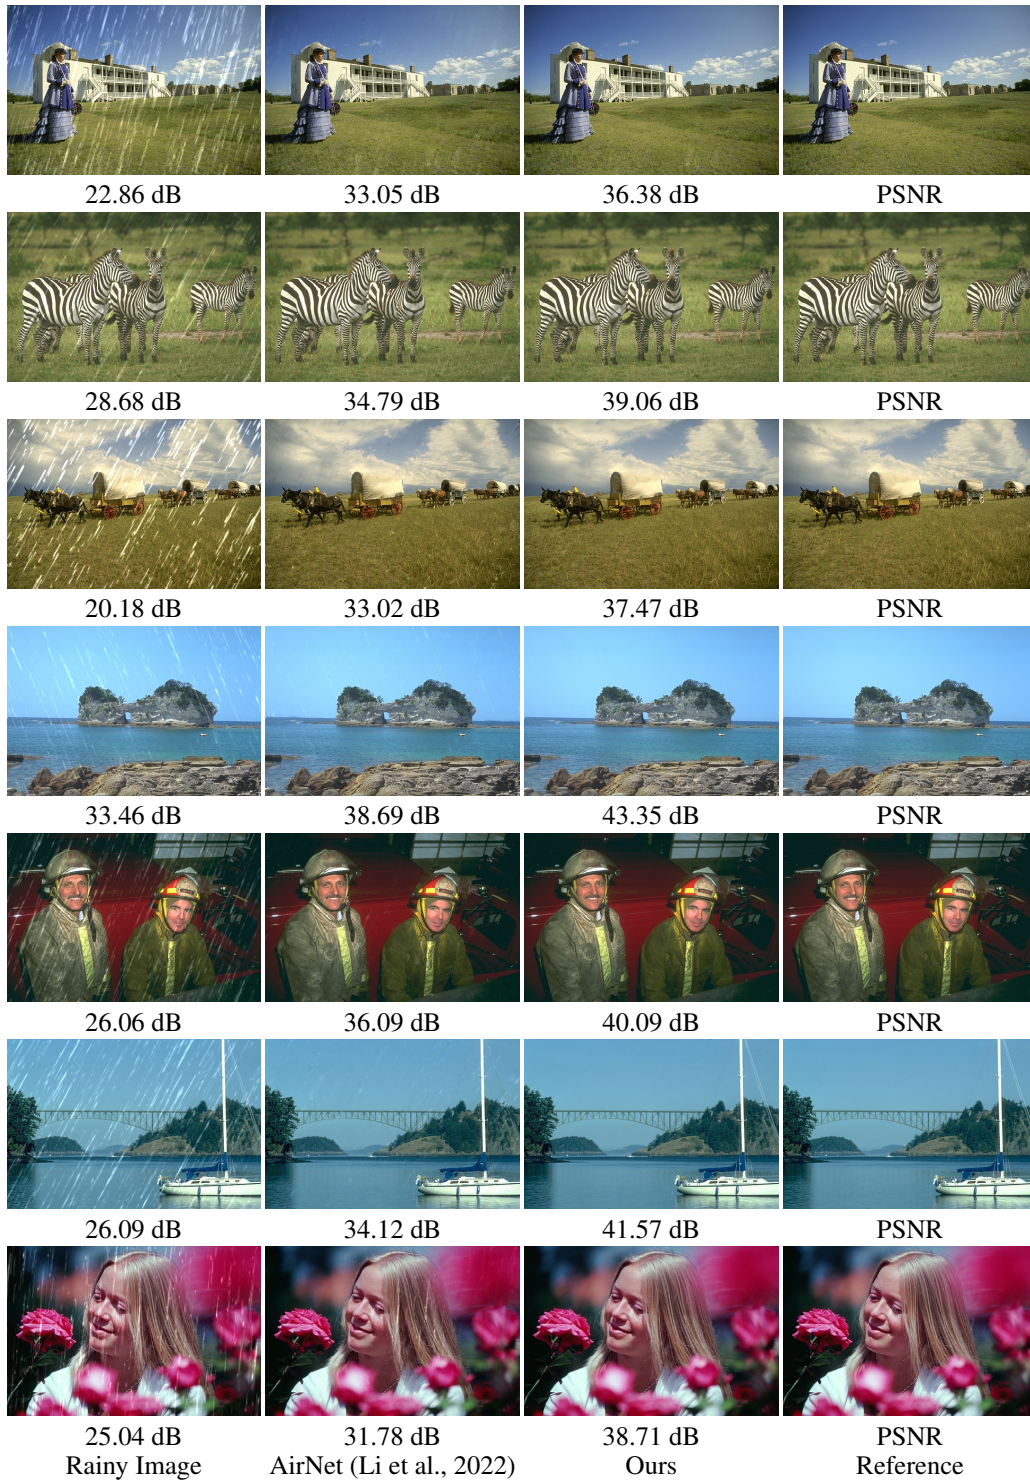 22.86 dB 33.05 dB 36.38 dB PSNR
28.68 dB 34.79 dB 39.06 dB PSNR
20.18 dB 33.02 dB 37.47 dB PSNR
33.46 dB 38.69 dB 43.35 dB PSNR
26.06 dB 36.09 dB 40.09 dB PSNR
26.09 dB 34.12 dB 41.57 dB PSNR
25.04 dB 31.78 dB 38.71 dB PSNR
Rainy Image AirNet (Li et al., 2022) Ours Reference